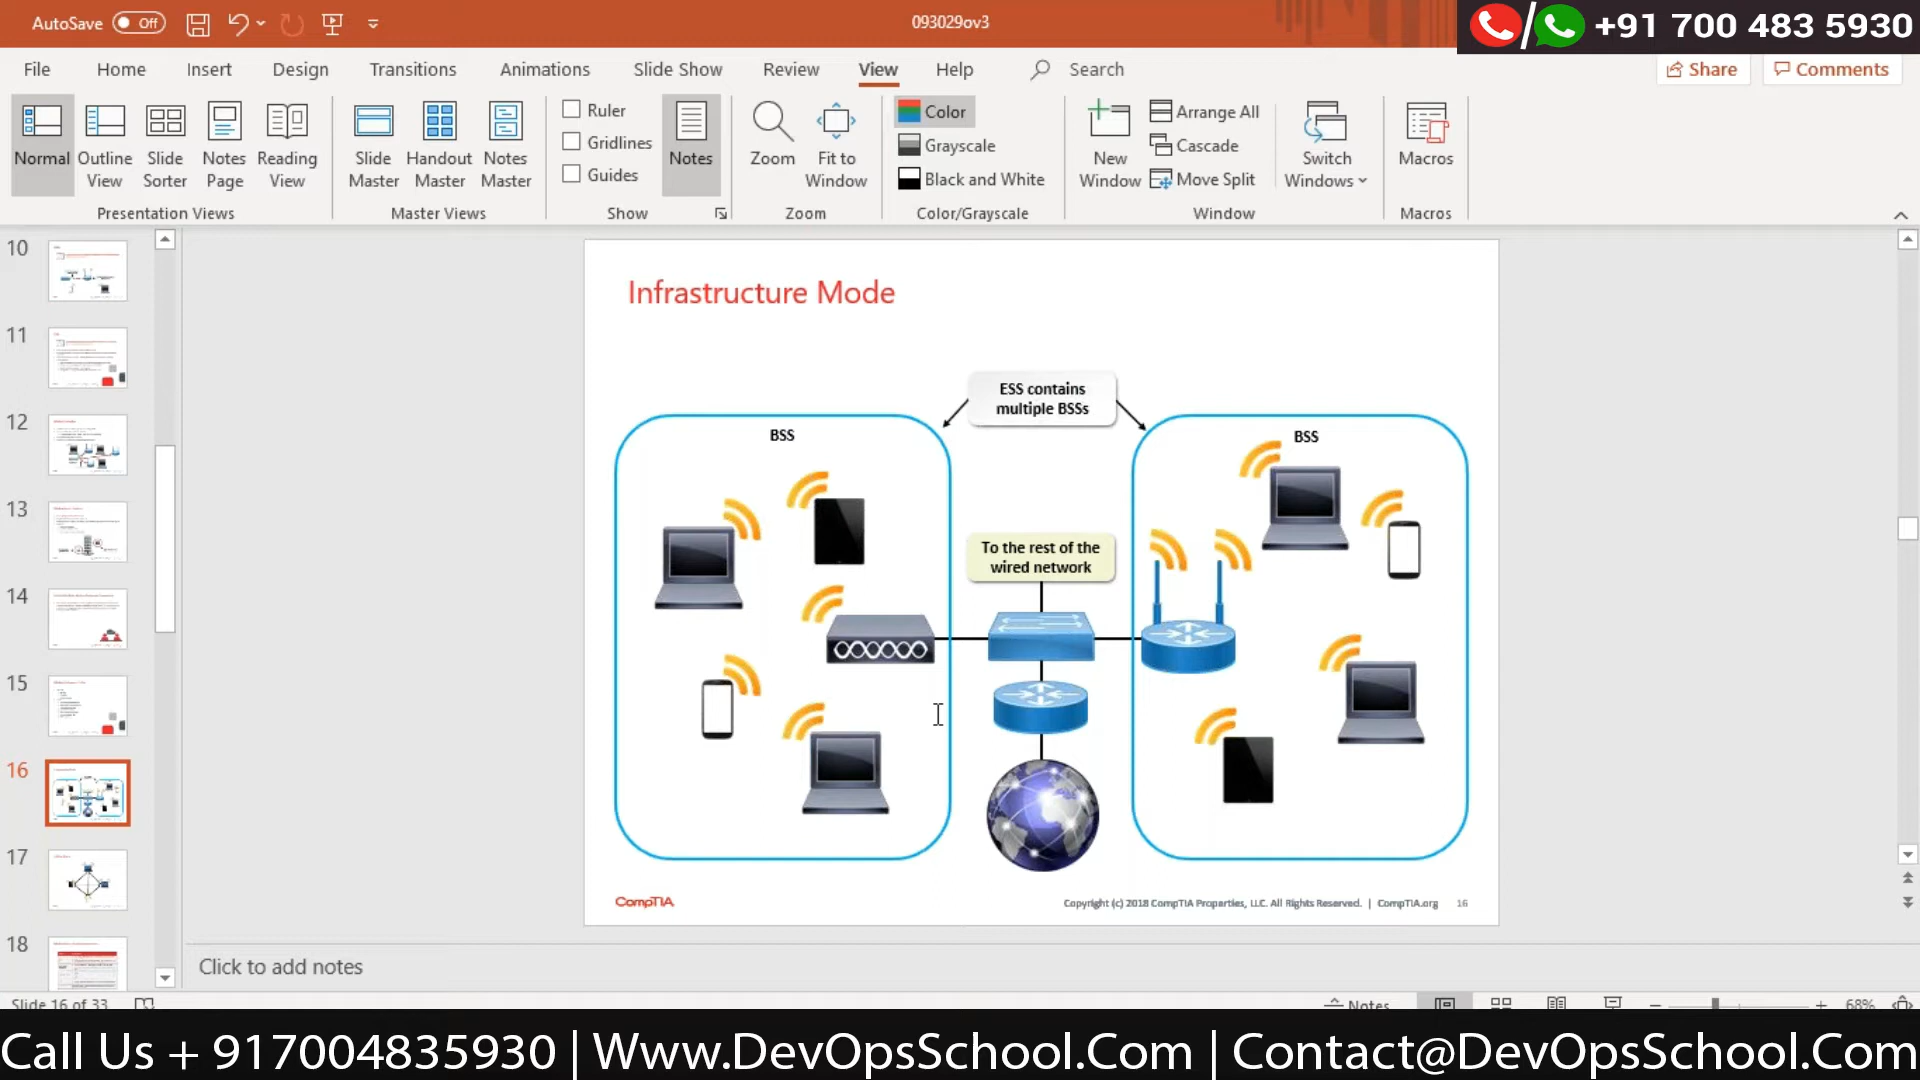 AutoSave Off
093029ov3
/ +91 700 483 5930
File Home Insert Design Transitions Animations Slide Show Review View Help Search
Share Comments
Normal Outline View Slide Sorter Notes Page Reading View
Presentation Views
Slide Master Handout Master Notes Master
Master Views
Ruler
Gridlines
Guides
Notes
Show
Zoom Fit to Window
Zoom
Color
Grayscale
Black and White
Color/Grayscale
New Window
Arrange All
Cascade
Move Split
Switch Windows
Window
Macros
Macros
10
11
12
13
14
15
16
17
18
Infrastructure Mode
ESS contains
multiple BSSs
BSS
BSS
To the rest of the
wired network
CompTIA
Copyright (c) 2018 CompTIA Properties, LLC. All Rights Reserved. | CompTIA.org 16
Click to add notes
Slide 16 of 33
Notes
68%
Call Us + 917004835930 | Www.DevOpsSchool.Com | Contact@DevOpsSchool.Com